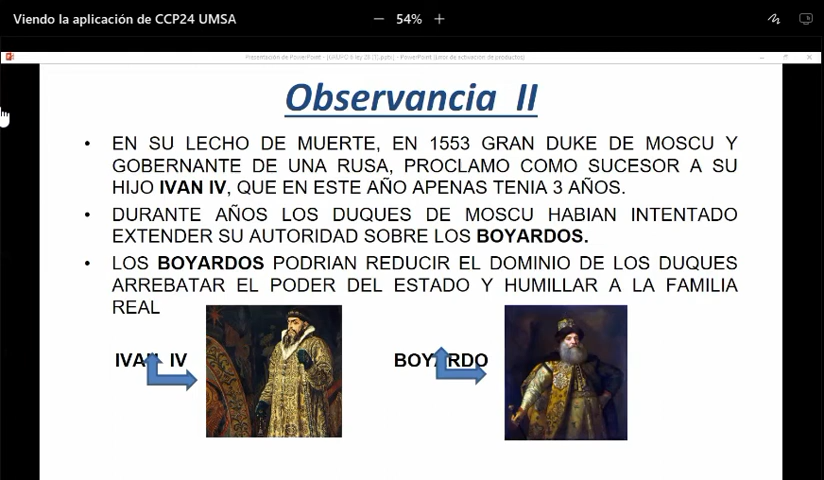 Viendo la aplicación de CCP24 UMSA
54%
Observancia II
• EN SU LECHO DE MUERTE, EN 1553 GRAN DUKE DE MOSCU Y
GOBERNANTE DE UNA RUSA, PROCLAMO COMO SUCESOR A SU
HIJO IVAN IV, QUE EN ESTE AÑO APENAS TENIA 3 AÑOS.
• DURANTE AÑOS LOS DUQUES DE MOSCU HABIAN INTENTADO
EXTENDER SU AUTORIDAD SOBRE LOS BOYARDOS.
• LOS BOYARDOS PODRIAN REDUCIR EL DOMINIO DE LOS DUQUES
ARREBATAR EL PODER DEL ESTADO Y HUMILLAR A LA FAMILIA
REAL
IVAN IV
BOYARDO